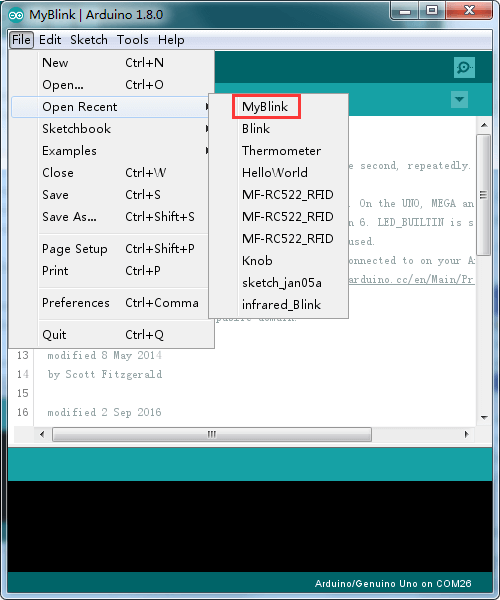 MyBlink | Arduino 1.8.0
File Edit Sketch Tools Help
New Ctrl+N
Open... Ctrl+O
Open Recent
Sketchbook
Examples
Close Ctrl+W
Save Ctrl+S
Save As... Ctrl+Shift+S
Page Setup Ctrl+Shift+P
Print Ctrl+P
Preferences Ctrl+Comma
Quit Ctrl+Q
MyBlink
Blink
Thermometer
HelloWorld
MF-RC522_RFID
MF-RC522_RFID
MF-RC522_RFID
Knob
sketch_jan05a
infrared_Blink
e second, repeatedly.
. On the UNO, MEGA an
n 6. LED_BUILTIN is s
used.
onnected to on your A
arduino.cc/en/Main/Pr
public domain.
13 modified 8 May 2014
14 by Scott Fitzgerald
15
16 modified 2 Sep 2016
Arduino/Genuino Uno on COM26